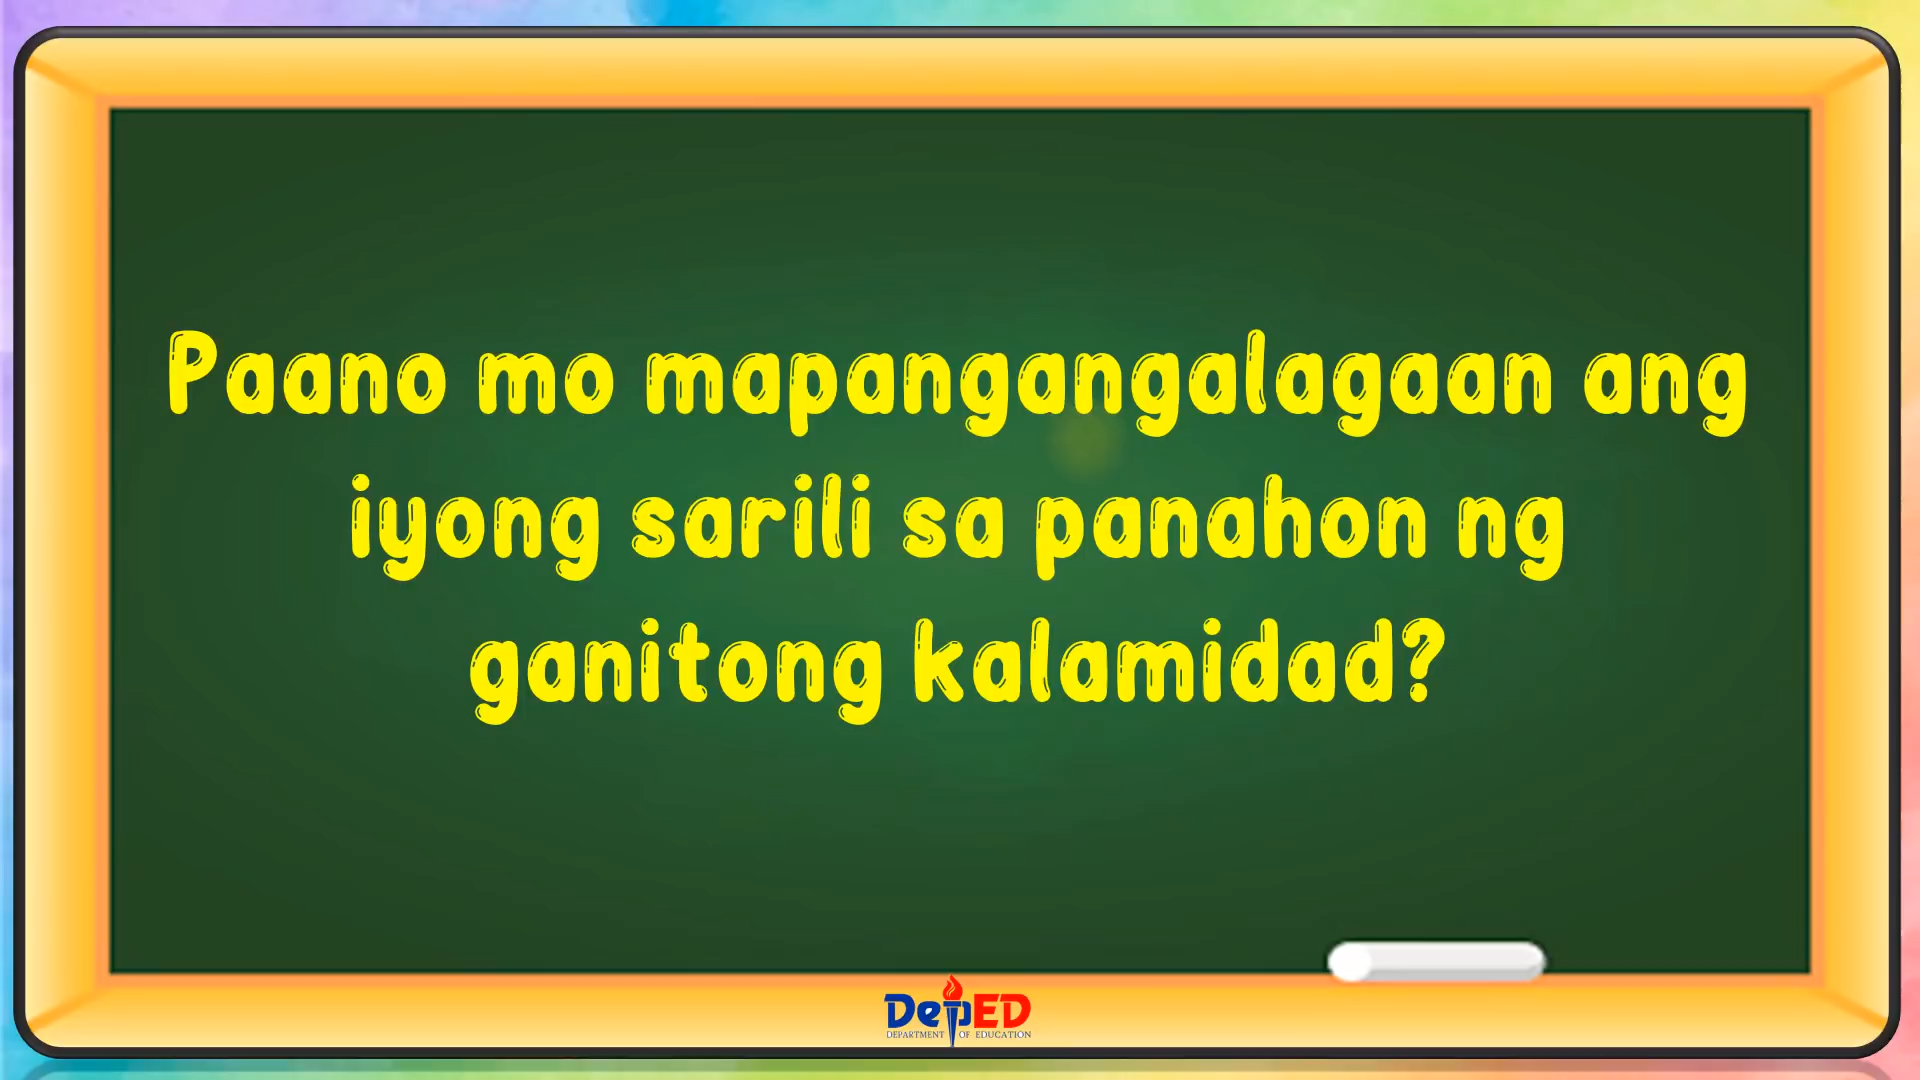 Paano mo mapangangalagaan ang
iyong sarili sa panahon ng
ganitong kalamidad?
DepED
DEPARTMENT OF EDUCATION